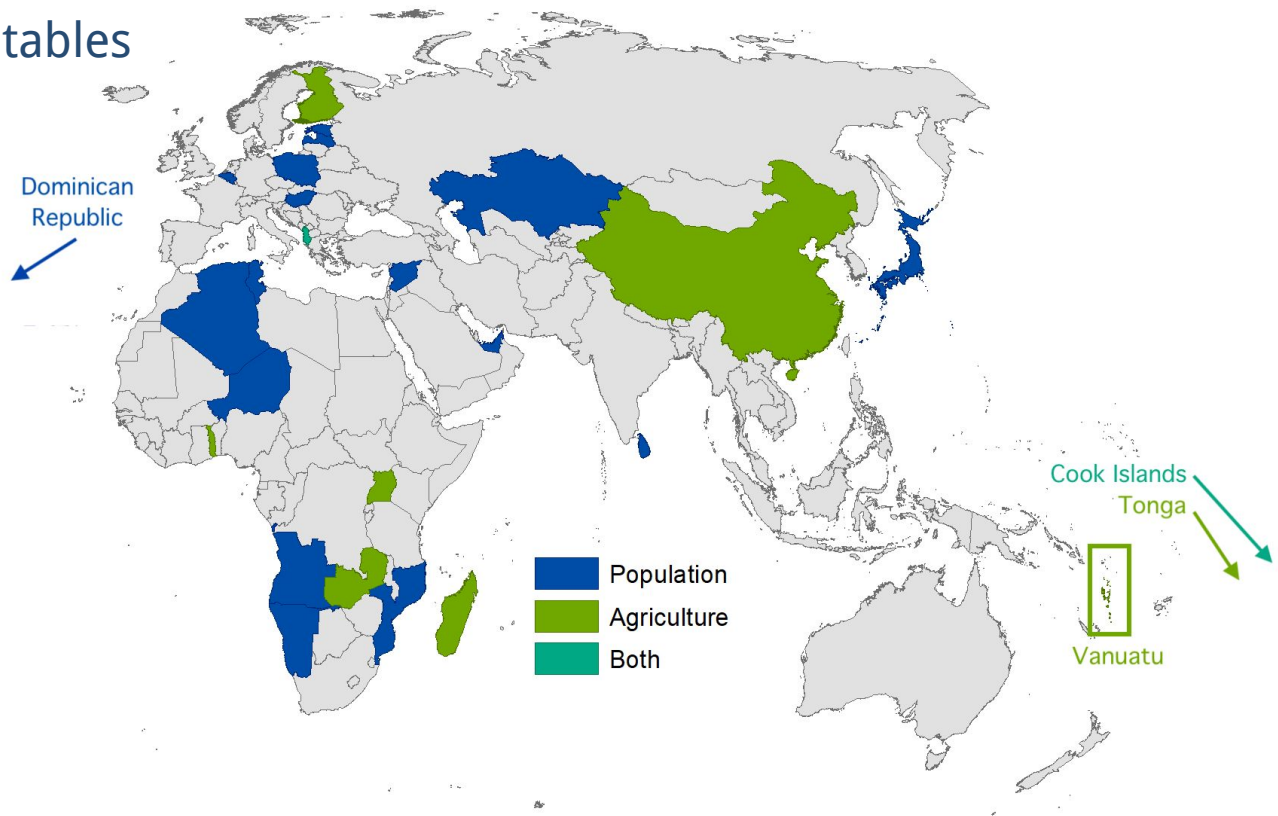 tables
Dominican
Republic
Cook Islands
Tonga
Vanuatu
Population
Agriculture
Both